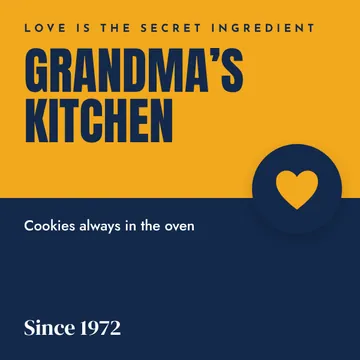 LOVE IS THE SECRET INGREDIENT
GRANDMA’S
KITCHEN
Cookies always in the oven
Since 1972